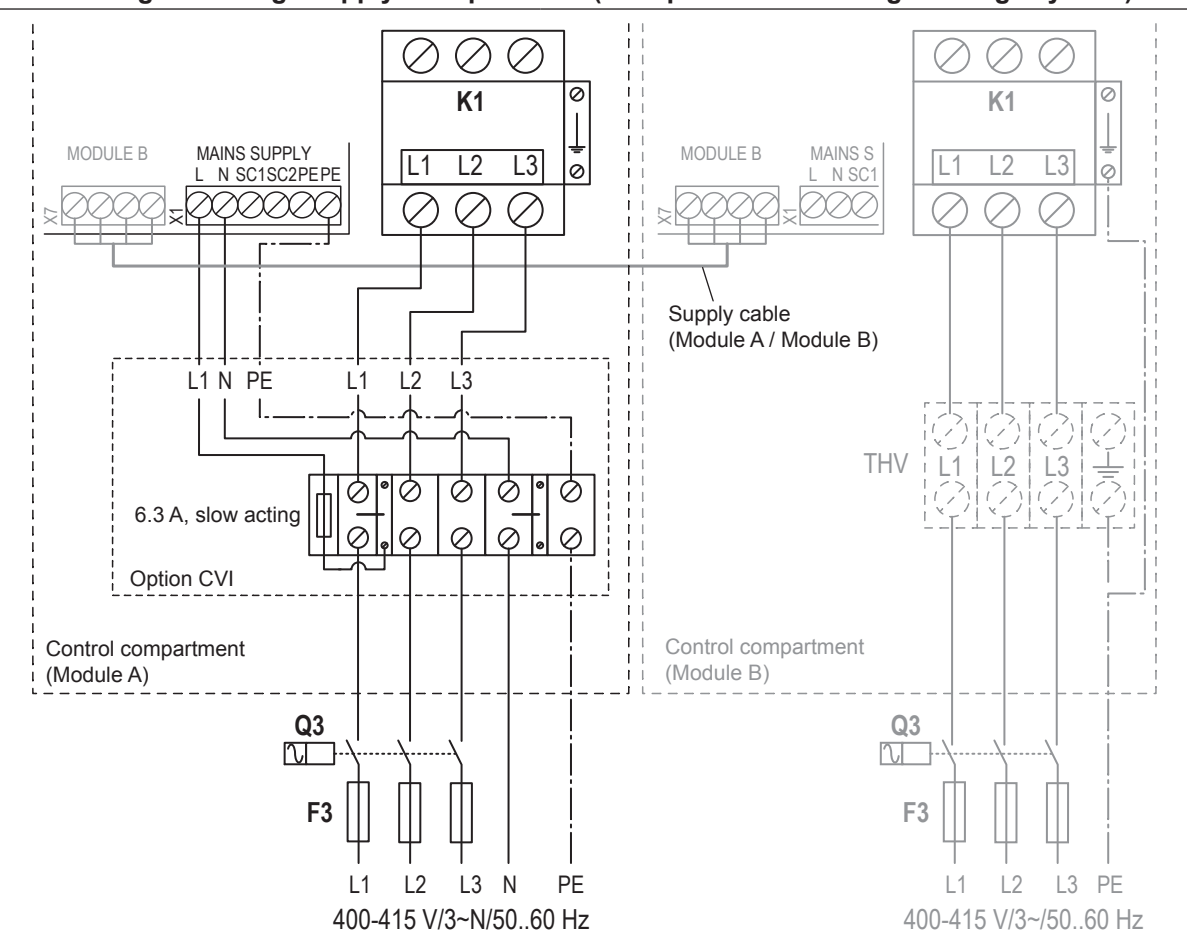 K1
MODULE B
MAINS SUPPLY
L N SC1SC2PEPE
X7
X1
L1 L2 L3
K1
MODULE B
MAINS S
L N SC1
X7
X1
L1 L2 L3
Supply cable
(Module A / Module B)
L1 N PE L1 L2 L3
6.3 A, slow acting
Option CVI
THV
L1 L2 L3
Control compartment
(Module A)
Control compartment
(Module B)
Q3
F3
L1 L2 L3 N PE
400-415 V/3~N/50..60 Hz
Q3
F3
L1 L2 L3 PE
400-415 V/3~/50..60 Hz